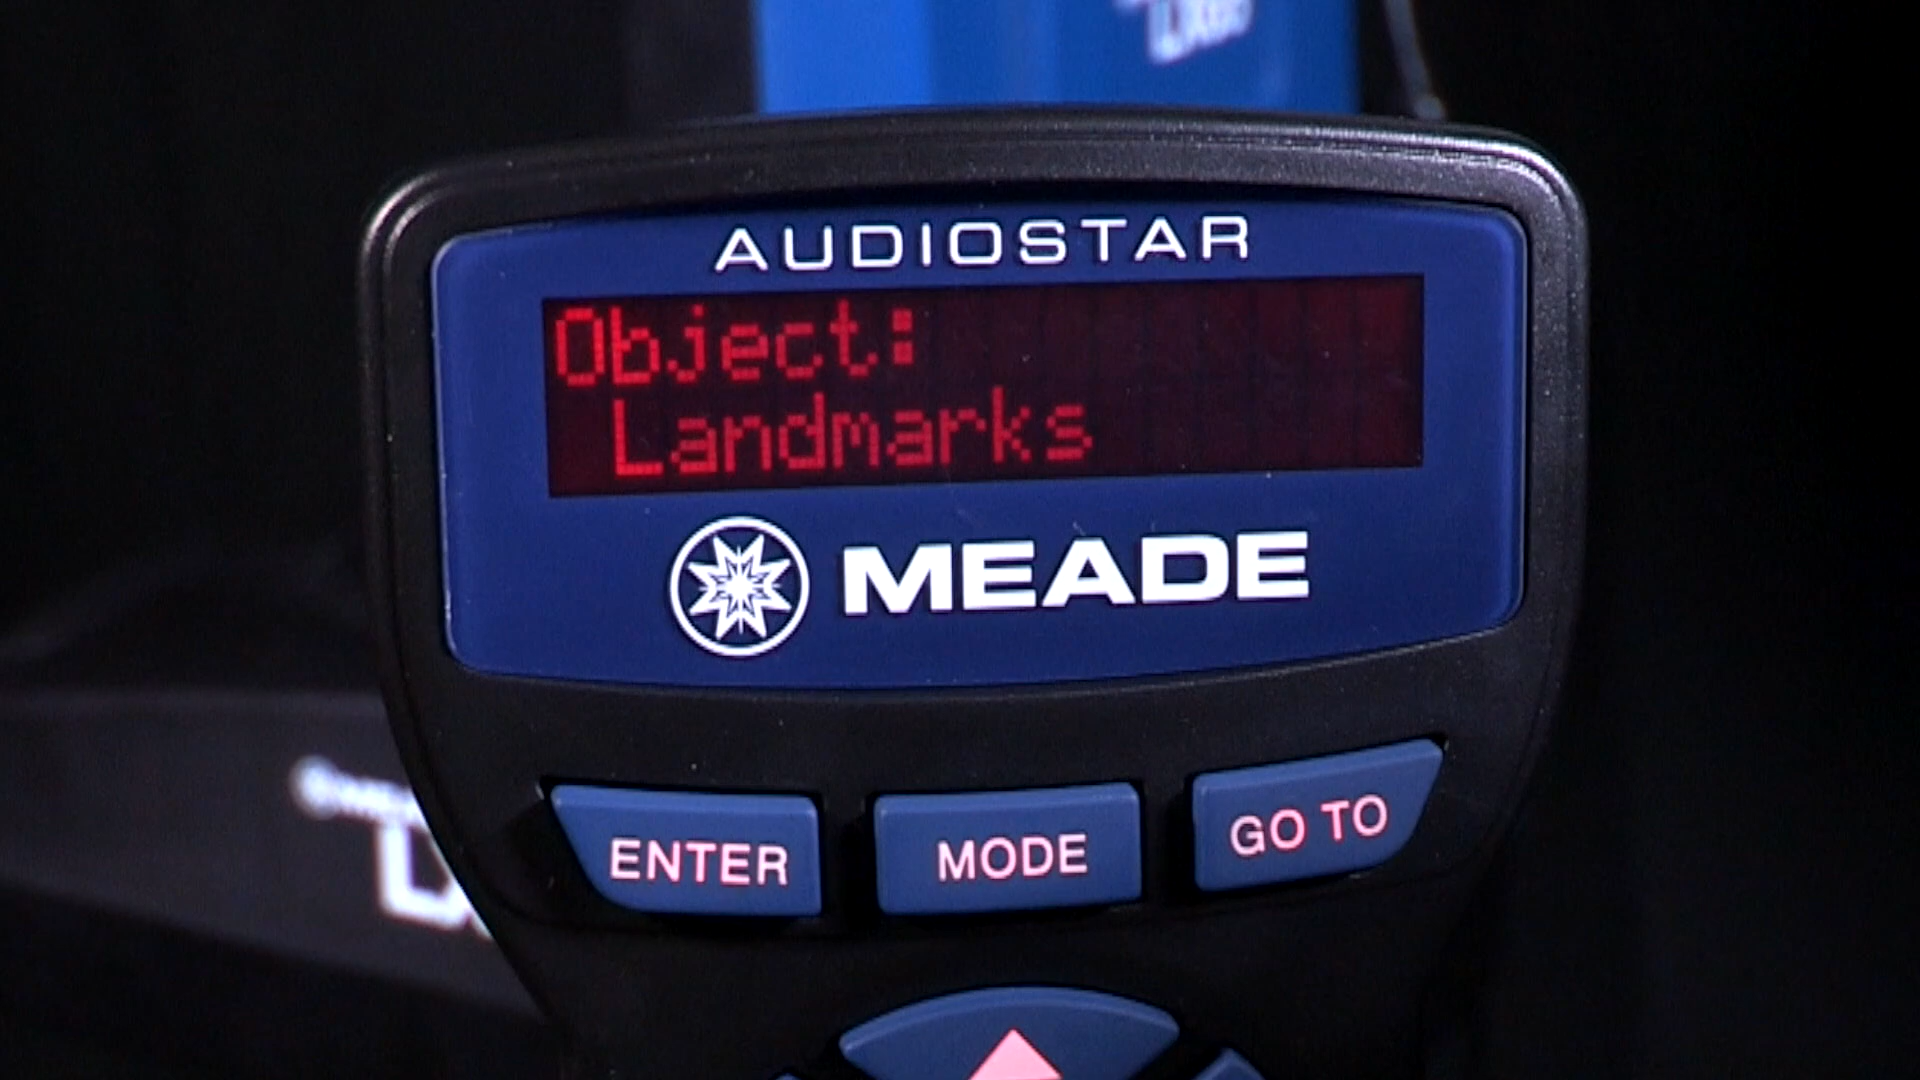 AUDIOSTAR
Object:
Landmarks
MEADE
ENTER
MODE
GO TO